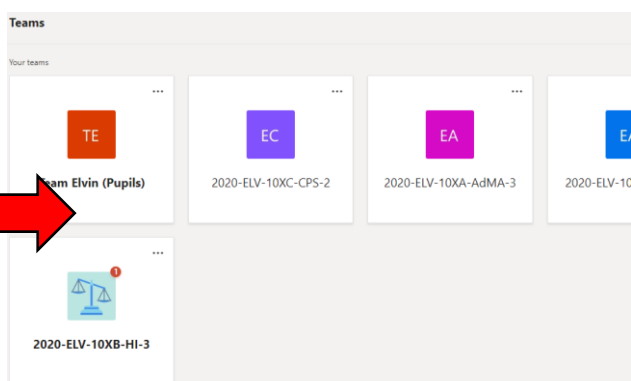 Teams
Your teams
TE
EC
EA
Team Elvin (Pupils)
2020-ELV-10XC-CPS-2
2020-ELV-10XA-AdMA-3
1
2020-ELV-10XB-HI-3